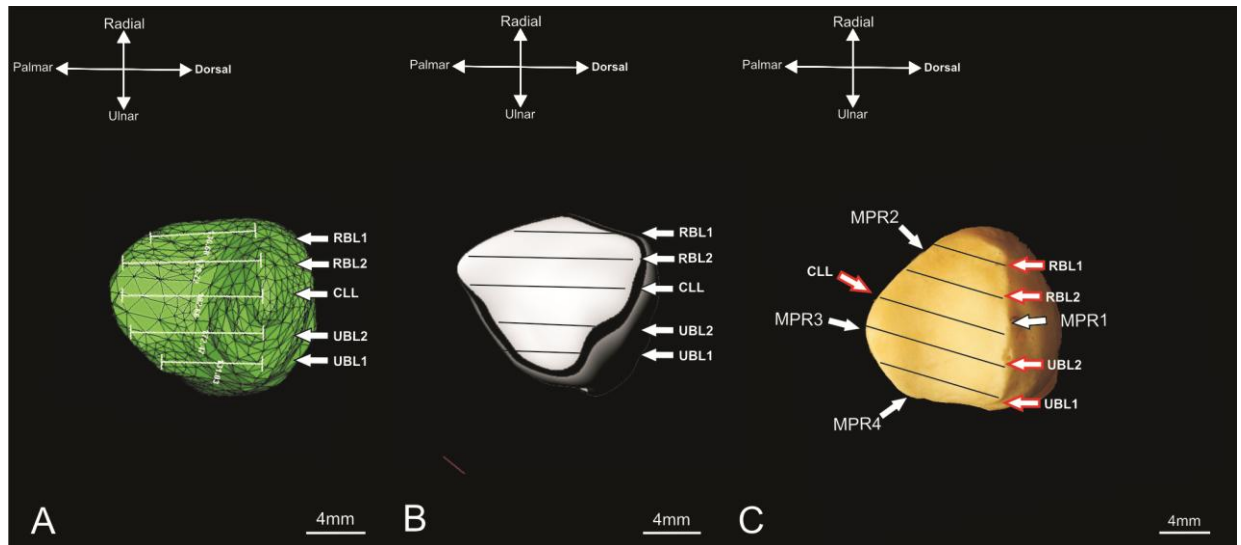 Radial
Palmar Dorsal
Ulnar
RBL1
RBL2
CLL
UBL2
UBL1
A
4mm
Radial
Palmar Dorsal
Ulnar
RBL1
RBL2
CLL
UBL2
UBL1
B
4mm
Radial
Palmar Dorsal
Ulnar
MPR2
CLL
MPR3
MPR4
RBL1
RBL2
MPR1
UBL2
UBL1
C
4mm